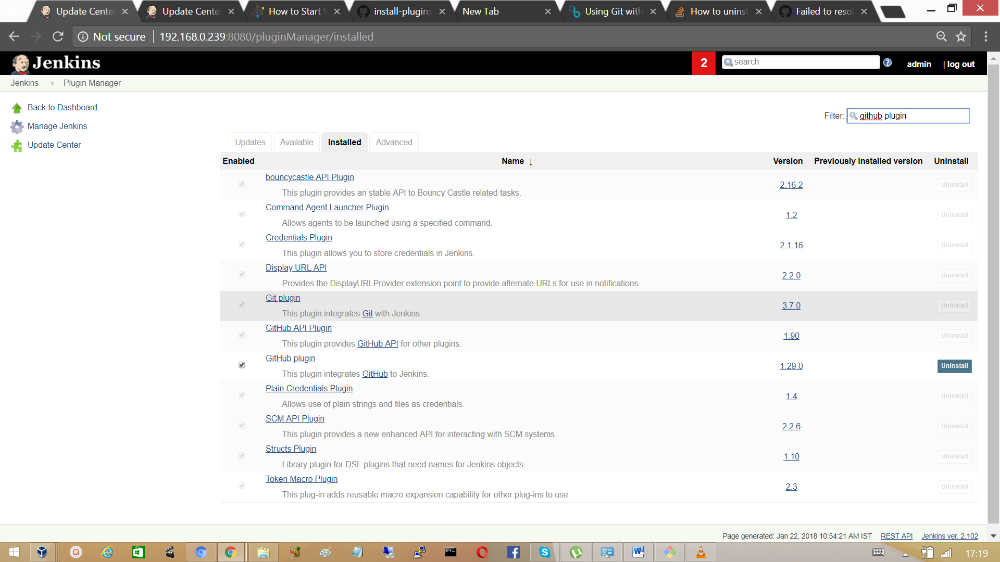 Update Cente
Update Cente
How to Start
install-plugins
New Tab
Using Git with
How to unins
Failed to reso
Not secure
192.168.0.239:8080/pluginManager/installed
Jenkins
2
search
admin
| log out
Jenkins
Plugin Manager
Back to Dashboard
Manage Jenkins
Update Center
Filter:
github plugin
Updates
Available
Installed
Advanced
Enabled
Name ↓
Version
Previously installed version
Uninstall
bouncycastle API Plugin
This plugin provides an stable API to Bouncy Castle related tasks.
2.16.2
Uninstall
Command Agent Launcher Plugin
Allows agents to be launched using a specified command.
1.2
Uninstall
Credentials Plugin
This plugin allows you to store credentials in Jenkins.
2.1.16
Uninstall
Display URL API
Provides the DisplayURLProvider extension point to provide alternate URLs for use in notifications
2.2.0
Uninstall
Git plugin
This plugin integrates Git with Jenkins.
3.7.0
Uninstall
GitHub API Plugin
This plugin provides GitHub API for other plugins.
1.90
Uninstall
GitHub plugin
This plugin integrates GitHub to Jenkins.
1.29.0
Uninstall
Plain Credentials Plugin
Allows use of plain strings and files as credentials.
1.4
Uninstall
SCM API Plugin
This plugin provides a new enhanced API for interacting with SCM systems.
2.2.6
Uninstall
Structs Plugin
Library plugin for DSL plugins that need names for Jenkins objects.
1.10
Uninstall
Token Macro Plugin
This plug-in adds reusable macro expansion capability for other plug-ins to use.
2.3
Uninstall
Page generated: Jan 22, 2018 10:54:21 AM IST
REST API
Jenkins ver. 2.102
17:19